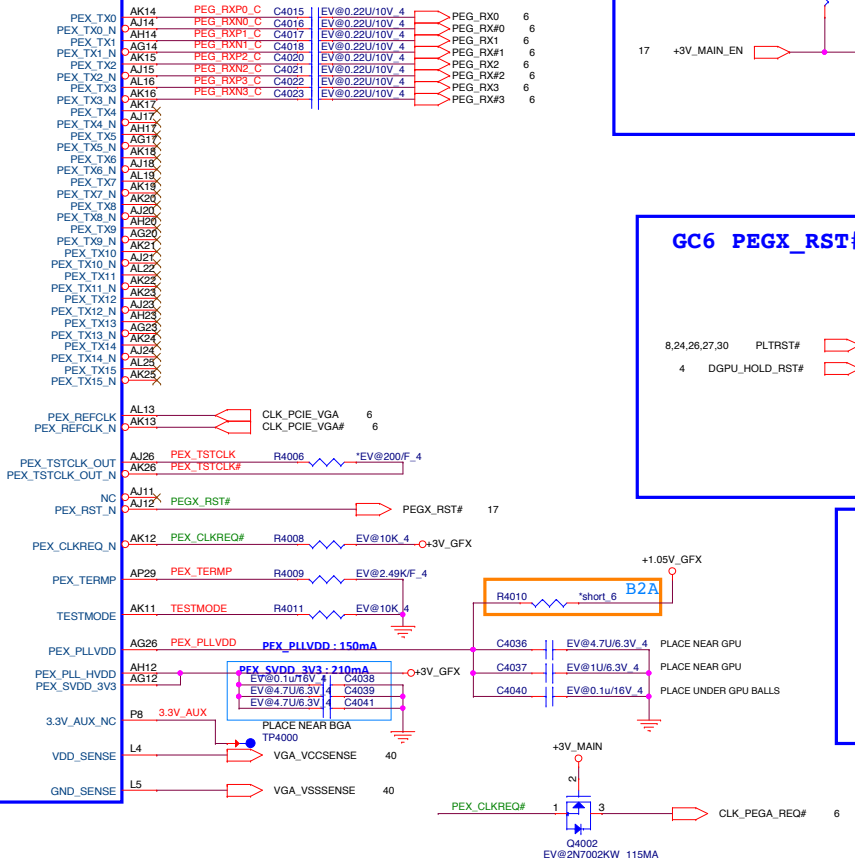 PEX_TX0 AK14 PEG_RXP0_C C4015 EV@0.22U/10V_4 PEG_RX0 6
PEX_TX0_N AJ14 PEG_RXN0_C C4016 EV@0.22U/10V_4 PEG_RX#0 6
PEX_TX1 AH14 PEG_RXP1_C C4017 EV@0.22U/10V_4 PEG_RX1 6
PEX_TX1_N AG14 PEG_RXN1_C C4018 EV@0.22U/10V_4 PEG_RX#1 6
PEX_TX2 AK15 PEG_RXP2_C C4020 EV@0.22U/10V_4 PEG_RX2 6
PEX_TX2_N AJ15 PEG_RXN2_C C4021 EV@0.22U/10V_4 PEG_RX#2 6
PEX_TX3 AL16 PEG_RXP3_C C4022 EV@0.22U/10V_4 PEG_RX3 6
PEX_TX3_N AK16 PEG_RXN3_C C4023 EV@0.22U/10V_4 PEG_RX#3 6
PEX_TX4 AK17
PEX_TX4_N AJ17
PEX_TX5 AH17
PEX_TX5_N AG17
PEX_TX6 AK18
PEX_TX6_N AJ18
PEX_TX7 AL19
PEX_TX7_N AK19
PEX_TX8 AK20
PEX_TX8_N AJ20
PEX_TX9 AH20
PEX_TX9_N AG20
PEX_TX10 AK21
PEX_TX10_N AJ21
PEX_TX11 AL22
PEX_TX11_N AK22
PEX_TX12 AK23
PEX_TX12_N AJ23
PEX_TX13 AH23
PEX_TX13_N AG23
PEX_TX14 AK24
PEX_TX14_N AJ24
PEX_TX15 AL25
PEX_TX15_N AK25
17 +3V_MAIN_EN
GC6 PEGX_RST#
8,24,26,27,30 PLTRST#
4 DGPU_HOLD_RST#
PEX_REFCLK AL13 CLK_PCIE_VGA 6
PEX_REFCLK_N AK13 CLK_PCIE_VGA# 6
PEX_TSTCLK_OUT AJ26 PEX_TSTCLK R4006 *EV@200/F_4
PEX_TSTCLK_OUT_N AK26 PEX_TSTCLK#
NC AJ11
PEX_RST_N AJ12 PEGX_RST# PEGX_RST# 17
PEX_CLKREQ_N AK12 PEX_CLKREQ# R4008 EV@10K_4 +3V_GFX
PEX_TERMP AP29 PEX_TERMP R4009 EV@2.49K/F_4
TESTMODE AK11 TESTMODE R4011 EV@10K_4
+1.05V_GFX
B2A
R4010 *short_6
PEX_PLLVDD AG26 PEX_PLLVDD PEX_PLLVDD : 150mA
C4036 EV@4.7U/6.3V_4 PLACE NEAR GPU
C4037 EV@1U/6.3V_4 PLACE NEAR GPU
C4040 EV@0.1u/16V_4 PLACE UNDER GPU BALLS
PEX_PLL_HVDD AH12 PEX_SVDD_3V3 : 210mA +3V_GFX
PEX_SVDD_3V3 AG12
EV@0.1u/16V_4 C4038
EV@4.7U/6.3V_4 C4039
EV@4.7U/6.3V_4 C4041
PLACE NEAR BGA
3.3V_AUX_NC P8 3.3V_AUX
TP4000
VDD_SENSE L4 VGA_VCCSENSE 40
GND_SENSE L5 VGA_VSSSENSE 40
+3V_MAIN
2
PEX_CLKREQ# 1 3 CLK_PEGA_REQ# 6
Q4002
EV@2N7002KW_115MA